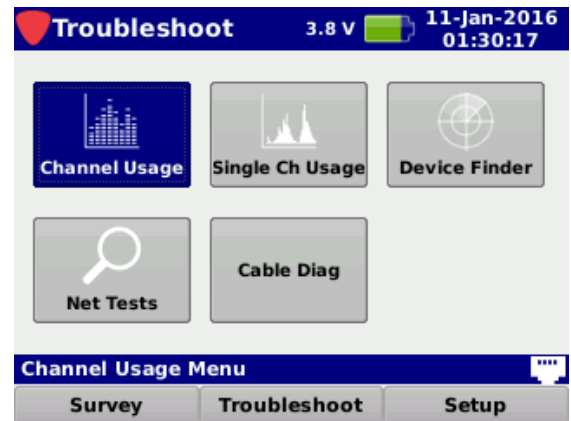 Troubleshoot
3.8 V
11-Jan-2016
01:30:17
Channel Usage
Single Ch Usage
Device Finder
Net Tests
Cable Diag
Channel Usage Menu
Survey
Troubleshoot
Setup